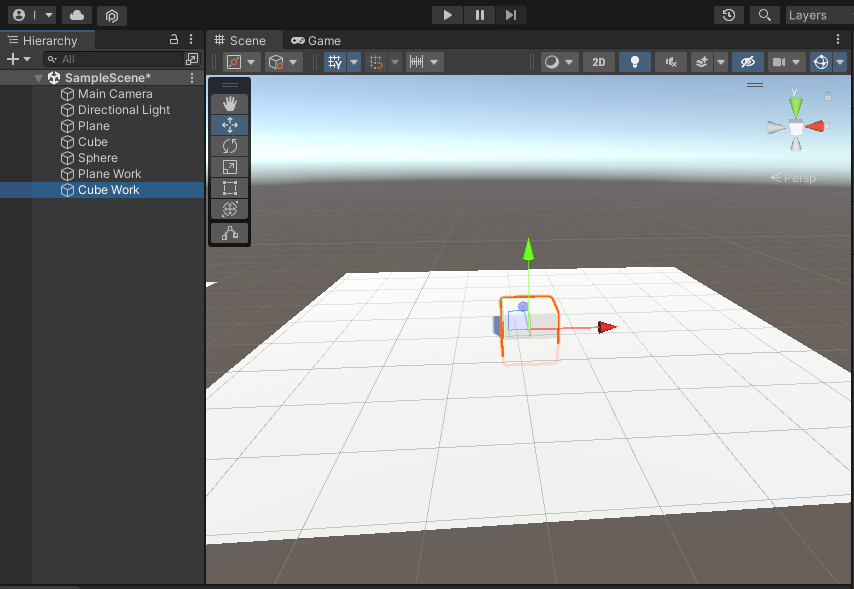 Layers
Hierarchy
Scene
Game
All
2D
SampleScene*
Main Camera
Directional Light
Plane
Cube
Sphere
Plane Work
Cube Work
y
x
Persp